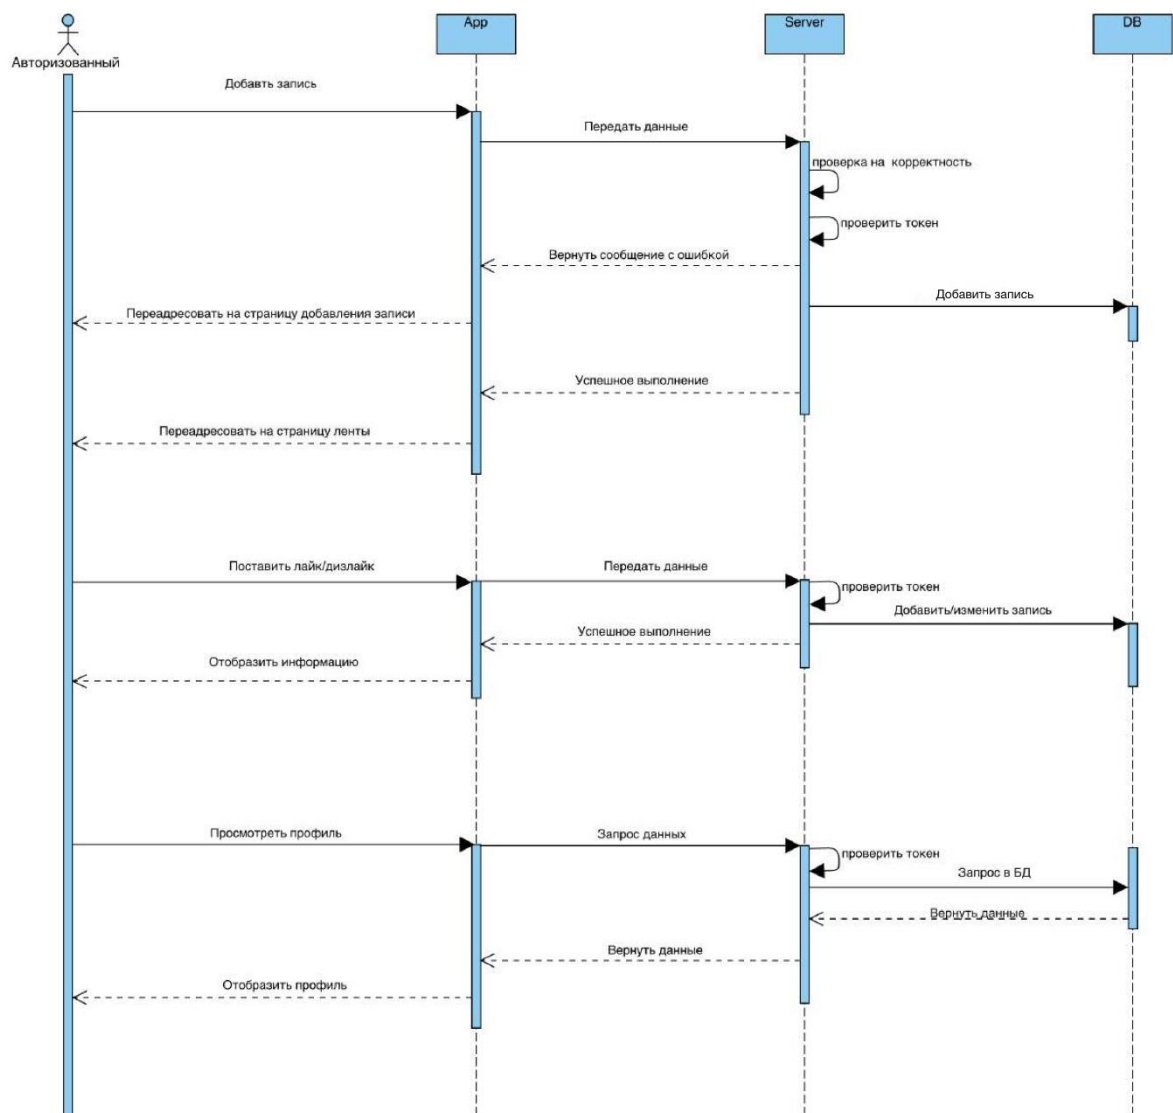 App
Server
DB
Авторизованный
Добавть запись
Передать данные
проверка на корректность
проверить токен
Вернуть сообщение с ошибкой
Добавить запись
Переадресовать на страницу добавления записи
Успешное выполнение
Переадресовать на страницу ленты
Поставить лайк/дизлайк
Передать данные
проверить токен
Добавить/изменить запись
Успешное выполнение
Отобразить информацию
Просмотреть профиль
Запрос данных
проверить токен
Запрос в БД
Вернуть данные
Вернуть данные
Отобразить профиль